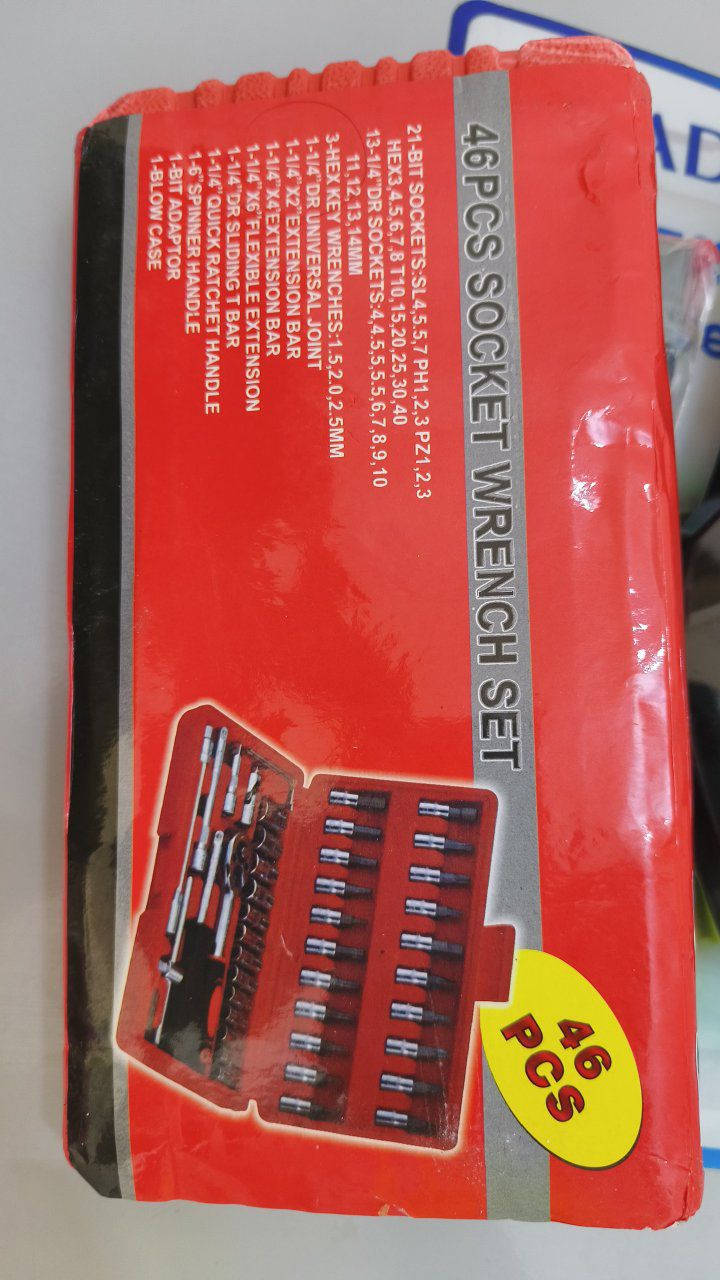 46PCS SOCKET WRENCH SET
21-BIT SOCKETS:SL4,5.5,7 PH1,2,3 PZ1,2,3
HEX3,4,5,6,7,8 T10,15,20,25,30,40
13-1/4"DR SOCKETS:4,4.5,5,5.5,6,7,8,9,10
11,12,13,14MM
3-HEX KEY WRENCHES:1.5,2.0,2.5MM
1-1/4"DR UNIVERSAL JOINT
1-1/4"X2"EXTENSION BAR
1-1/4"X4"EXTENSION BAR
1-1/4"X6"FLEXIBLE EXTENSION
1-1/4"DR SLIDING T BAR
1-1/4"QUICK RATCHET HANDLE
1-6"SPINNER HANDLE
1-BIT ADAPTOR
1-BLOW CASE
46
PCS
AD